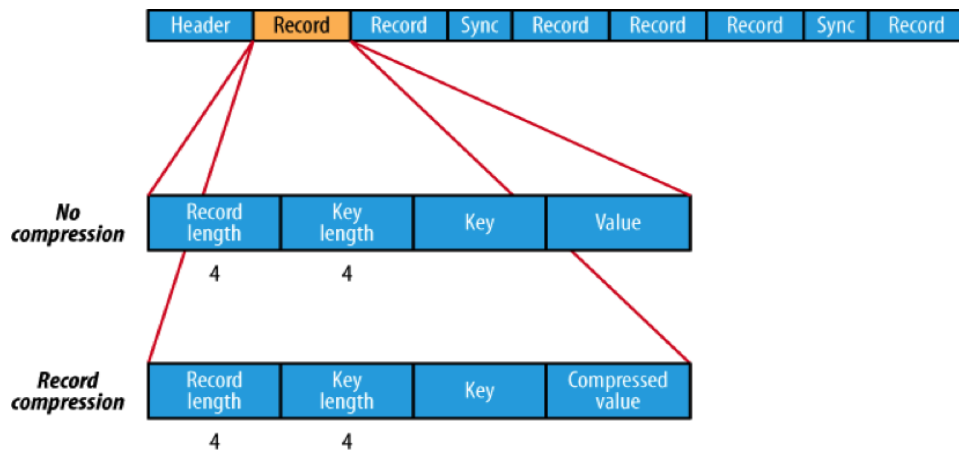 Header Record Record Sync Record Record Record Sync Record
No
compression
Record
length
Key
length
Key
Value
4 4
Record
compression
Record
length
Key
length
Key
Compressed
value
4 4